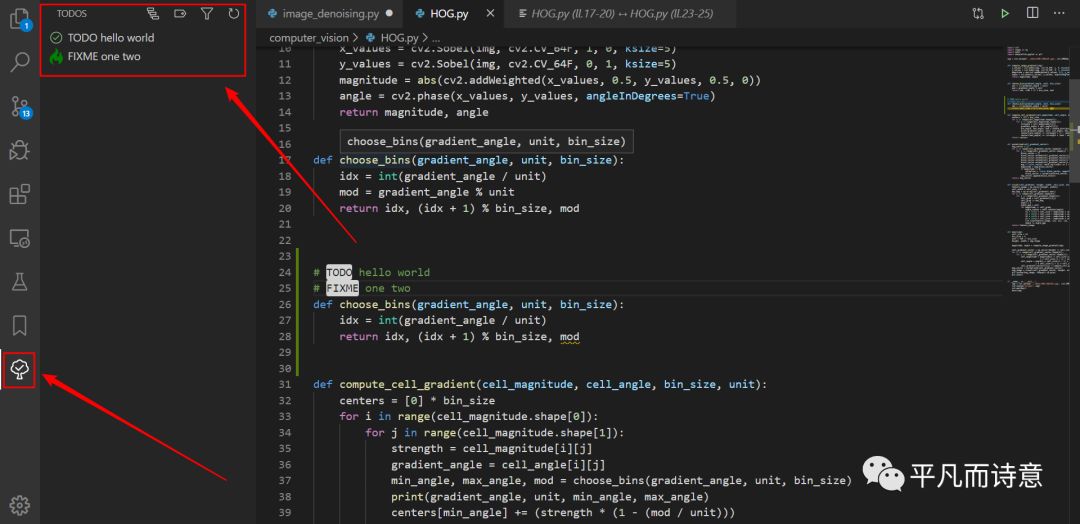 TODOS
TODO hello world
FIXME one two
1
13
image_denoising.py
HOG.py
HOG.py (ll.17-20) ↔ HOG.py (ll.23-25)
computer_vision > HOG.py > ...
10 x_values = cv2.Sobel(img, cv2.CV_64F, 1, 0, ksize=5)
11 y_values = cv2.Sobel(img, cv2.CV_64F, 0, 1, ksize=5)
12 magnitude = abs(cv2.addWeighted(x_values, 0.5, y_values, 0.5, 0))
13 angle = cv2.phase(x_values, y_values, angleInDegrees=True)
14 return magnitude, angle
15
choose_bins(gradient_angle, unit, bin_size)
16
17 def choose_bins(gradient_angle, unit, bin_size):
18 idx = int(gradient_angle / unit)
19 mod = gradient_angle % unit
20 return idx, (idx + 1) % bin_size, mod
21
22
23
24 # TODO hello world
25 # FIXME one two
26 def choose_bins(gradient_angle, unit, bin_size):
27 idx = int(gradient_angle / unit)
28 return idx, (idx + 1) % bin_size, mod
29
30
31 def compute_cell_gradient(cell_magnitude, cell_angle, bin_size, unit):
32 centers = [0] * bin_size
33 for i in range(cell_magnitude.shape[0]):
34 for j in range(cell_magnitude.shape[1]):
35 strength = cell_magnitude[i][j]
36 gradient_angle = cell_angle[i][j]
37 min_angle, max_angle, mod = choose_bins(gradient_angle, unit, bin_size)
38 print(gradient_angle, unit, min_angle, max_angle)
39 centers[min_angle] += (strength * (1 - (mod / unit)))
平凡而诗意